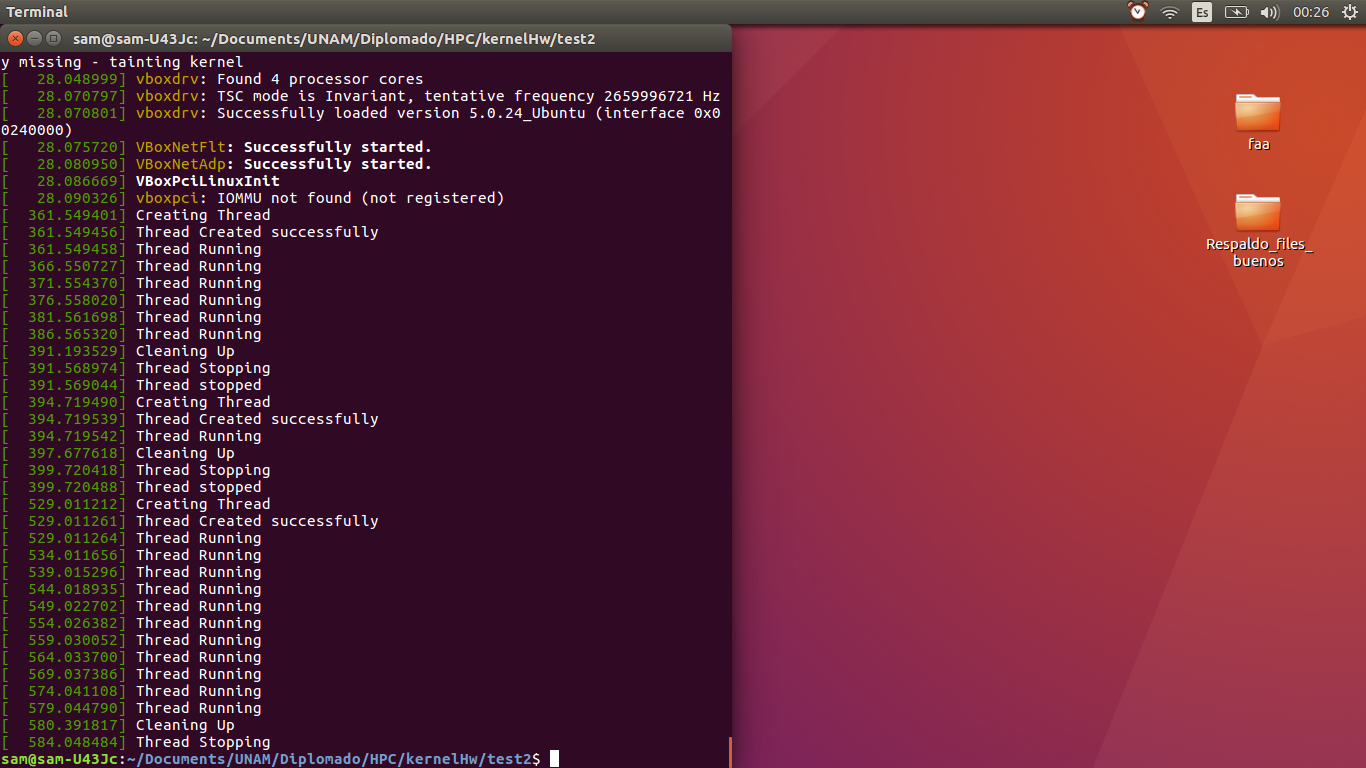 Terminal
Es
00:26
sam@sam-U43Jc: ~/Documents/UNAM/Diplomado/HPC/kernelHw/test2
y missing - tainting kernel
[   28.048999] vboxdrv: Found 4 processor cores
[   28.070797] vboxdrv: TSC mode is Invariant, tentative frequency 2659996721 Hz
[   28.070801] vboxdrv: Successfully loaded version 5.0.24_Ubuntu (interface 0x0
0240000)
[   28.075720] VBoxNetFlt: Successfully started.
[   28.080950] VBoxNetAdp: Successfully started.
[   28.086669] VBoxPciLinuxInit
[   28.090326] vboxpci: IOMMU not found (not registered)
[  361.549401] Creating Thread
[  361.549456] Thread Created successfully
[  361.549458] Thread Running
[  366.550727] Thread Running
[  371.554370] Thread Running
[  376.558020] Thread Running
[  381.561698] Thread Running
[  386.565320] Thread Running
[  391.193529] Cleaning Up
[  391.568974] Thread Stopping
[  391.569044] Thread stopped
[  394.719490] Creating Thread
[  394.719539] Thread Created successfully
[  394.719542] Thread Running
[  397.677618] Cleaning Up
[  399.720418] Thread Stopping
[  399.720488] Thread stopped
[  529.011212] Creating Thread
[  529.011261] Thread Created successfully
[  529.011264] Thread Running
[  534.011656] Thread Running
[  539.015296] Thread Running
[  544.018935] Thread Running
[  549.022702] Thread Running
[  554.026382] Thread Running
[  559.030052] Thread Running
[  564.033700] Thread Running
[  569.037386] Thread Running
[  574.041108] Thread Running
[  579.044790] Thread Running
[  580.391817] Cleaning Up
[  584.048484] Thread Stopping
sam@sam-U43Jc:~/Documents/UNAM/Diplomado/HPC/kernelHw/test2$
faa
Respaldo_files_
buenos